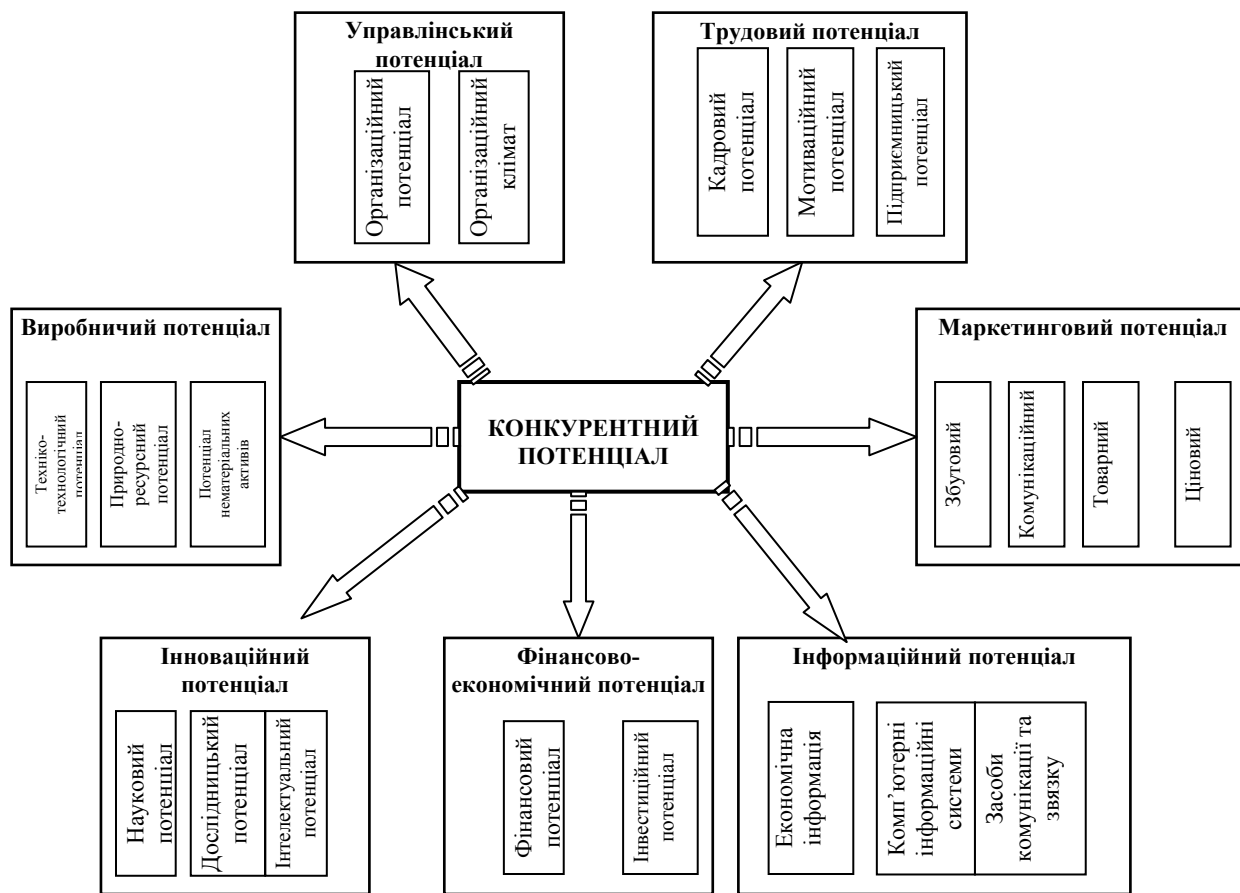 Управлінський
потенціал
Організаційний
потенціал
Організаційний
клімат
Трудовий потенціал
Кадровий
потенціал
Мотиваційний
потенціал
Підприємницький
потенціал
Виробничий потенціал
Техніко-
технологічний
потенціал
Природно-
ресурсний
потенціал
Потенціал
нематеріальних
активів
КОНКУРЕНТНИЙ
ПОТЕНЦІАЛ
Маркетинговий потенціал
Збутовий
Комунікаційний
Товарний
Ціновий
Інноваційний
потенціал
Науковий
потенціал
Дослідницький
потенціал
Інтелектуальний
потенціал
Фінансово-
економічний потенціал
Фінансовий
потенціал
Інвестиційний
потенціал
Інформаційний потенціал
Економічна
інформація
Комп’ютерні
інформаційні
системи
Засоби
комунікації та
звязку